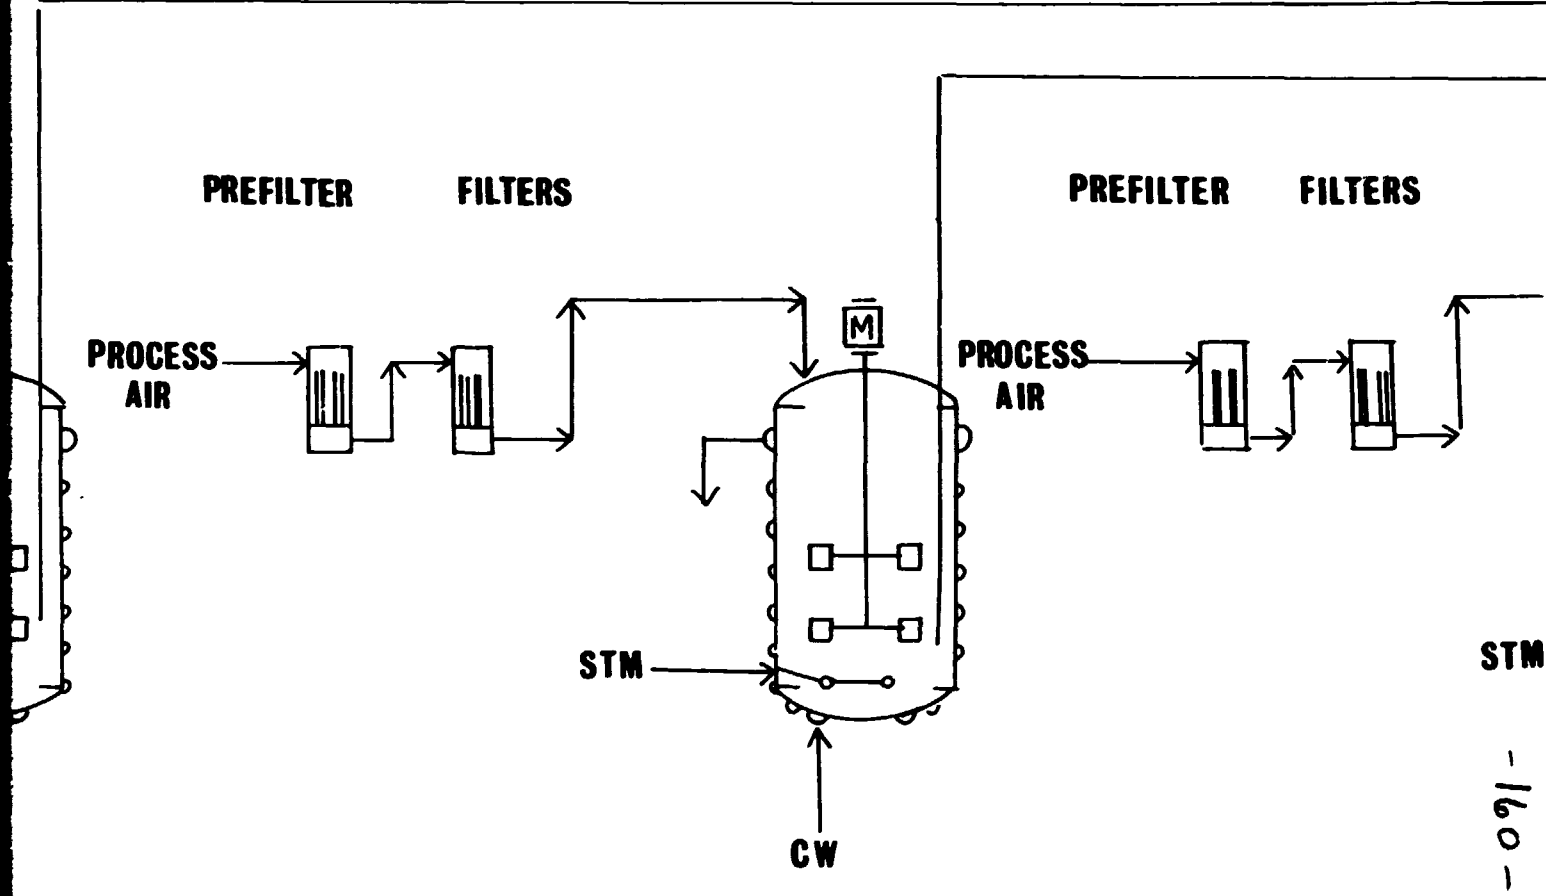 PREFILTER FILTERS
PREFILTER FILTERS
M
PROCESS
AIR
PROCESS
AIR
STM
STM
CW
-160-